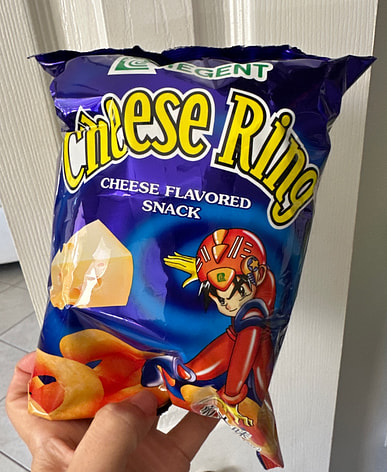 REGENT
Cheese Ring
CHEESE FLAVORED
SNACK